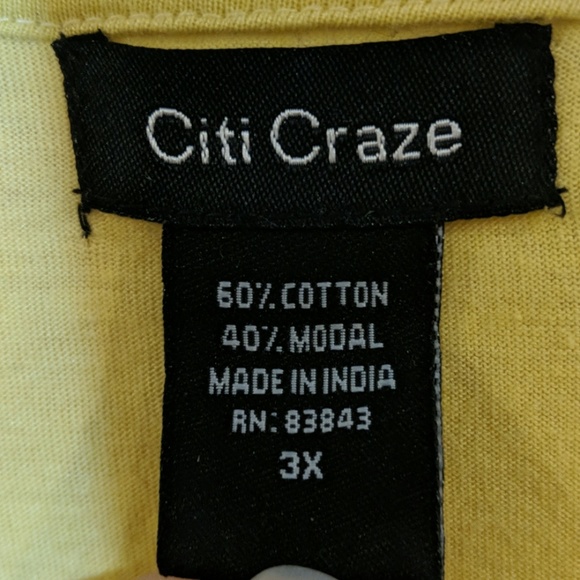 Citi Craze
60% COTTON
40% MODAL
MADE IN INDIA
RN: 83843
3X